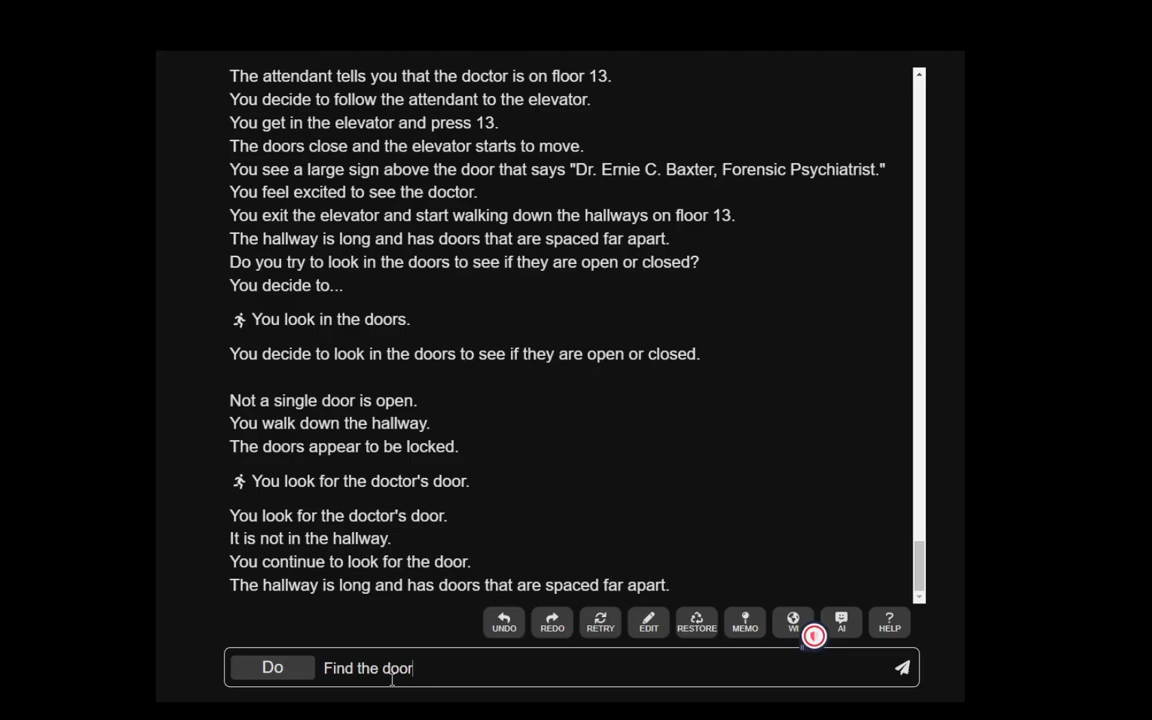 The attendant tells you that the doctor is on floor 13.
You decide to follow the attendant to the elevator.
You get in the elevator and press 13.
The doors close and the elevator starts to move.
You see a large sign above the door that says "Dr. Ernie C. Baxter, Forensic Psychiatrist."
You feel excited to see the doctor.
You exit the elevator and start walking down the hallways on floor 13.
The hallway is long and has doors that are spaced far apart.
Do you try to look in the doors to see if they are open or closed?
You decide to...
You look in the doors.
You decide to look in the doors to see if they are open or closed.
Not a single door is open.
You walk down the hallway.
The doors appear to be locked.
You look for the doctor's door.
You look for the doctor's door.
It is not in the hallway.
You continue to look for the door.
The hallway is long and has doors that are spaced far apart.
UNDO REDO RETRY EDIT RESTORE MEMO WI AI HELP
Do Find the door